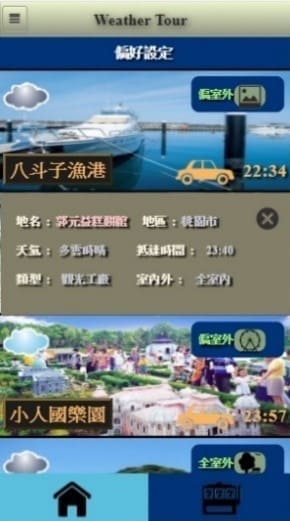 Weather Tour
偏好設定
偏室外
八斗子漁港
22:34
地名：郭元益糕餅館 地區：桃園市
天氣：多雲時晴 抵達時間：23:40
類型：觀光工廠 室內外：全室內
偏室外
小人國樂園
23:57
全室外